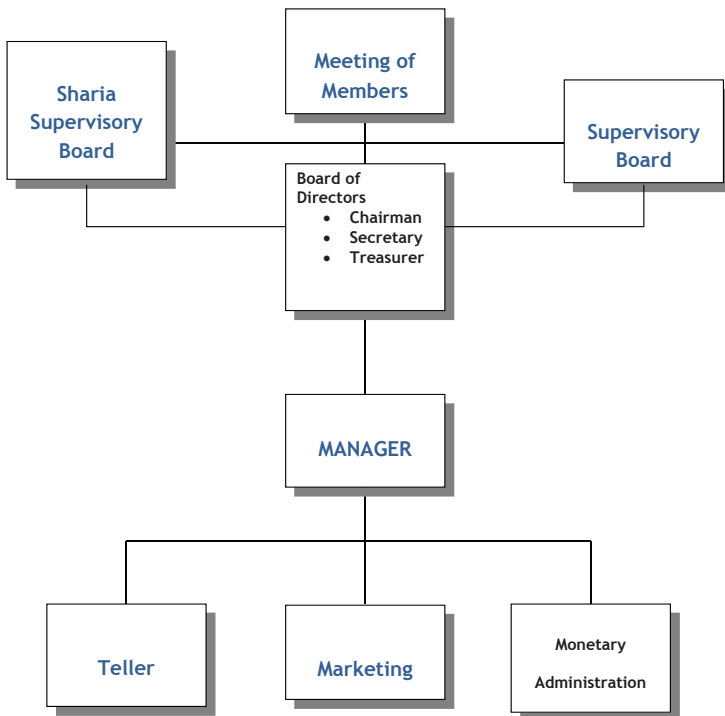 Meeting of
Members
Sharia
Supervisory
Board
Supervisory
Board
Board of
Directors
• Chairman
• Secretary
• Treasurer
MANAGER
Teller
Marketing
Monetary
Administration